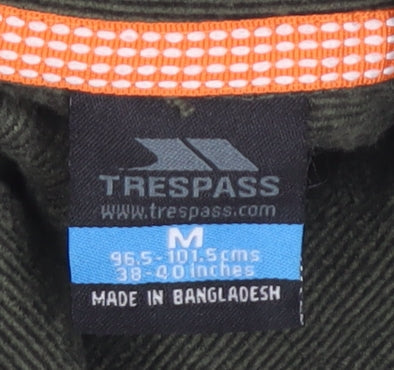 TRESPASS
www.trespass.com
M
96.5-101.5cms
38-40 inches
MADE IN BANGLADESH